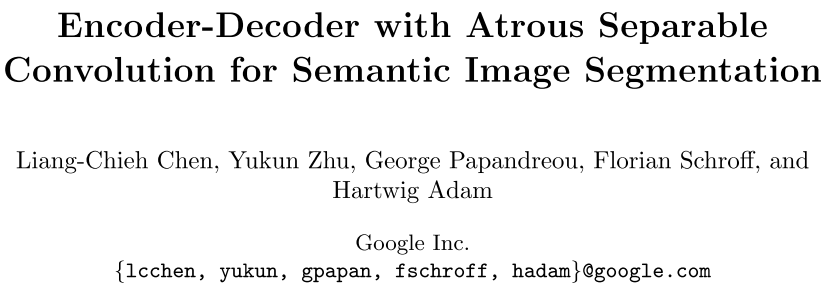 Encoder-Decoder with Atrous Separable
Convolution for Semantic Image Segmentation
Liang-Chieh Chen, Yukun Zhu, George Papandreou, Florian Schroff, and
Hartwig Adam
Google Inc.
{lcchen, yukun, gpapan, fschroff, hadam}@google.com